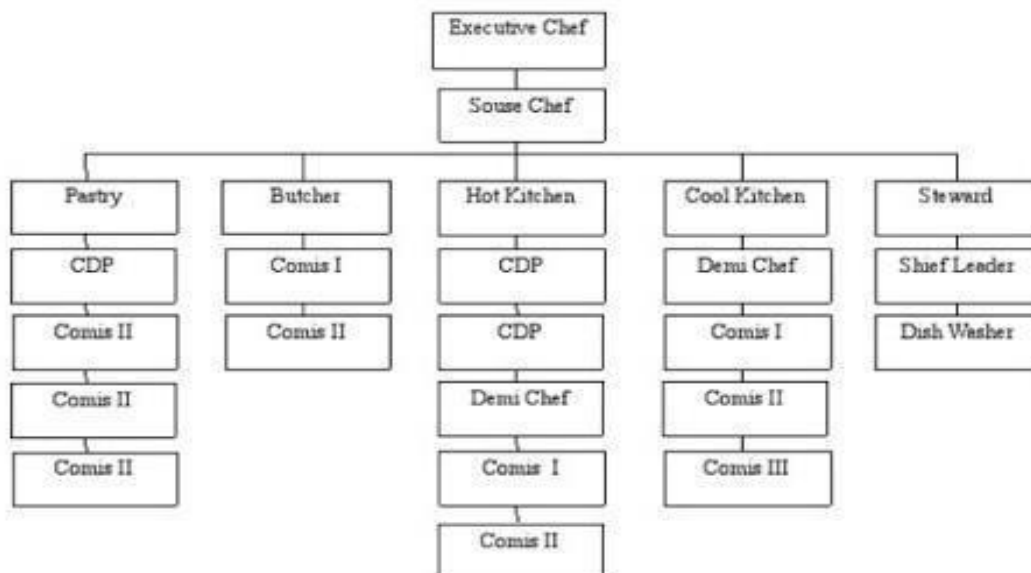 Executive Chef
Souse Chef
Pastry
Butcher
Hot Kitchen
Cool Kitchen
Steward
CDP
Comis I
CDP
Demi Chef
Shief Leader
Comis II
Comis II
CDP
Comis I
Dish Washer
Comis II
Demi Chef
Comis II
Comis II
Comis I
Comis III
Comis II